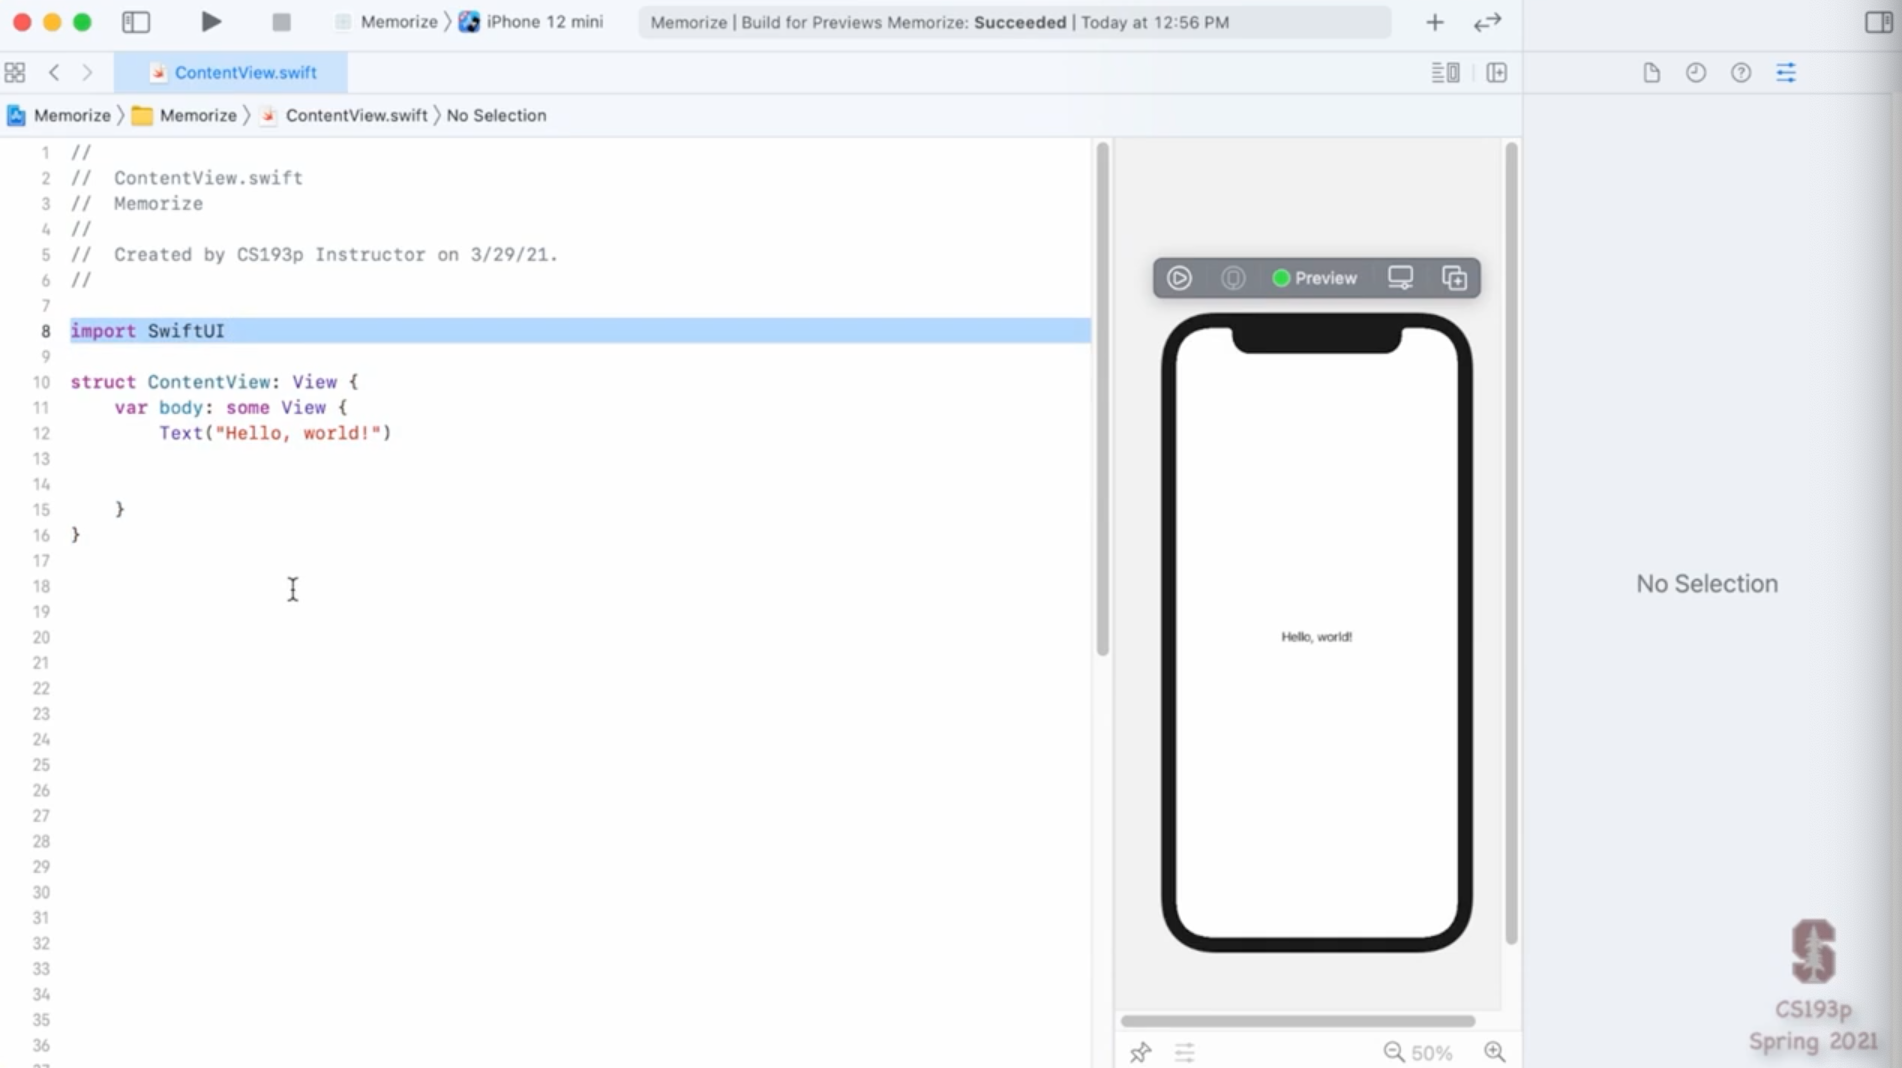 Memorize 〉 iPhone 12 mini
Memorize | Build for Previews Memorize: Succeeded | Today at 12:56 PM
ContentView.swift
Memorize 〉 Memorize 〉 ContentView.swift 〉 No Selection
1 //
2 //  ContentView.swift
3 //  Memorize
4 //
5 //  Created by CS193p Instructor on 3/29/21.
6 //
7
8 import SwiftUI
9
10 struct ContentView: View {
11     var body: some View {
12         Text("Hello, world!")
13
14
15     }
16 }
17
18
19
20
21
22
23
24
25
26
27
28
29
30
31
32
33
34
35
36
Preview
Hello, world!
50%
No Selection
S
CS193p
Spring 2021